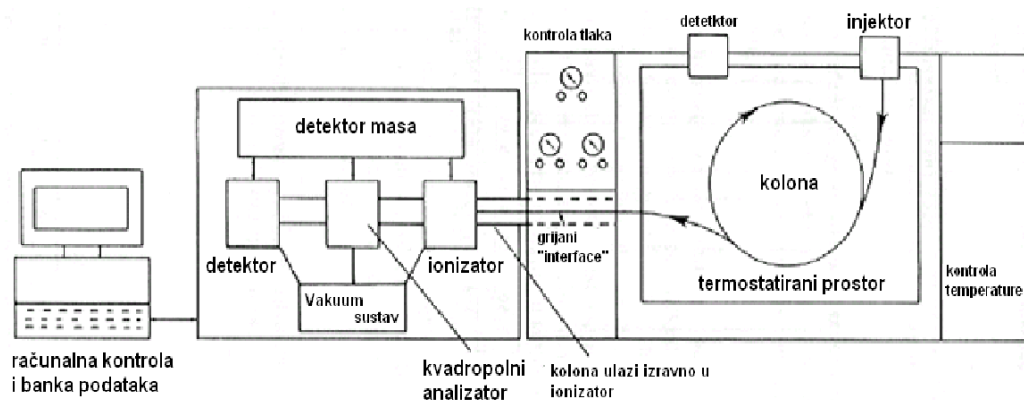 kontrola tlaka
detetktor
injektor
detektor masa
kolona
detektor
ionizator
grijani
"interface"
termostatirani prostor
kontrola
temperature
Vakuum
sustav
računalna kontrola
i banka podataka
kvadropolni
analizator
kolona ulazi izravno u
ionizator